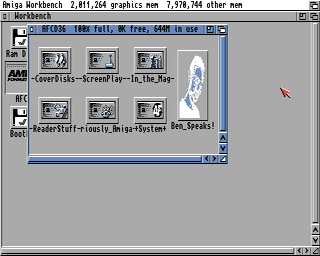 Amiga Workbench 2,011,264 graphics mem 7,970,744 other mem
Workbench
AFCD36 100% full, 0K free, 644M in use
Ram D
-CoverDisks-
-ScreenPlay-
-In_the_Mag-
AMI
AFC
Boot
-ReaderStuff-
-riously_Amiga-
+System+
Ben_Speaks!